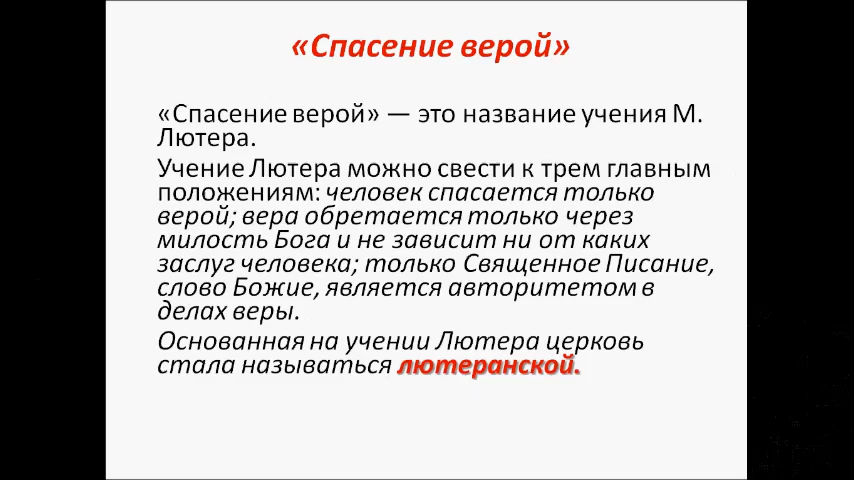 «Спасение верой»
«Спасение верой» — это название учения М.
Лютера.
Учение Лютера можно свести к трем главным
положениям: человек спасается только
верой; вера обретается только через
милость Бога и не зависит ни от каких
заслуг человека; только Священное Писание,
слово Божие, является авторитетом в
делах веры.
Основанная на учении Лютера церковь
стала называться лютеранской.